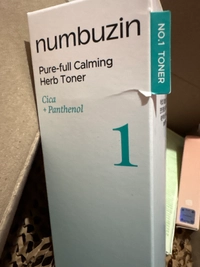 numbuzin
NO.1 TONER
Pure-full Calming
Herb Toner
Cica
+ Panthenol
1